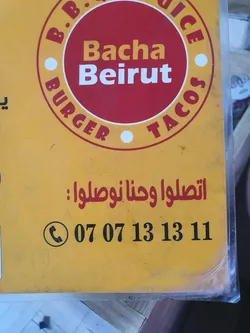 B.B. JUICE
Bacha
Beirut
BURGER • TACOS
اتصلوا وحنا نوصلوا :
07 07 13 13 11